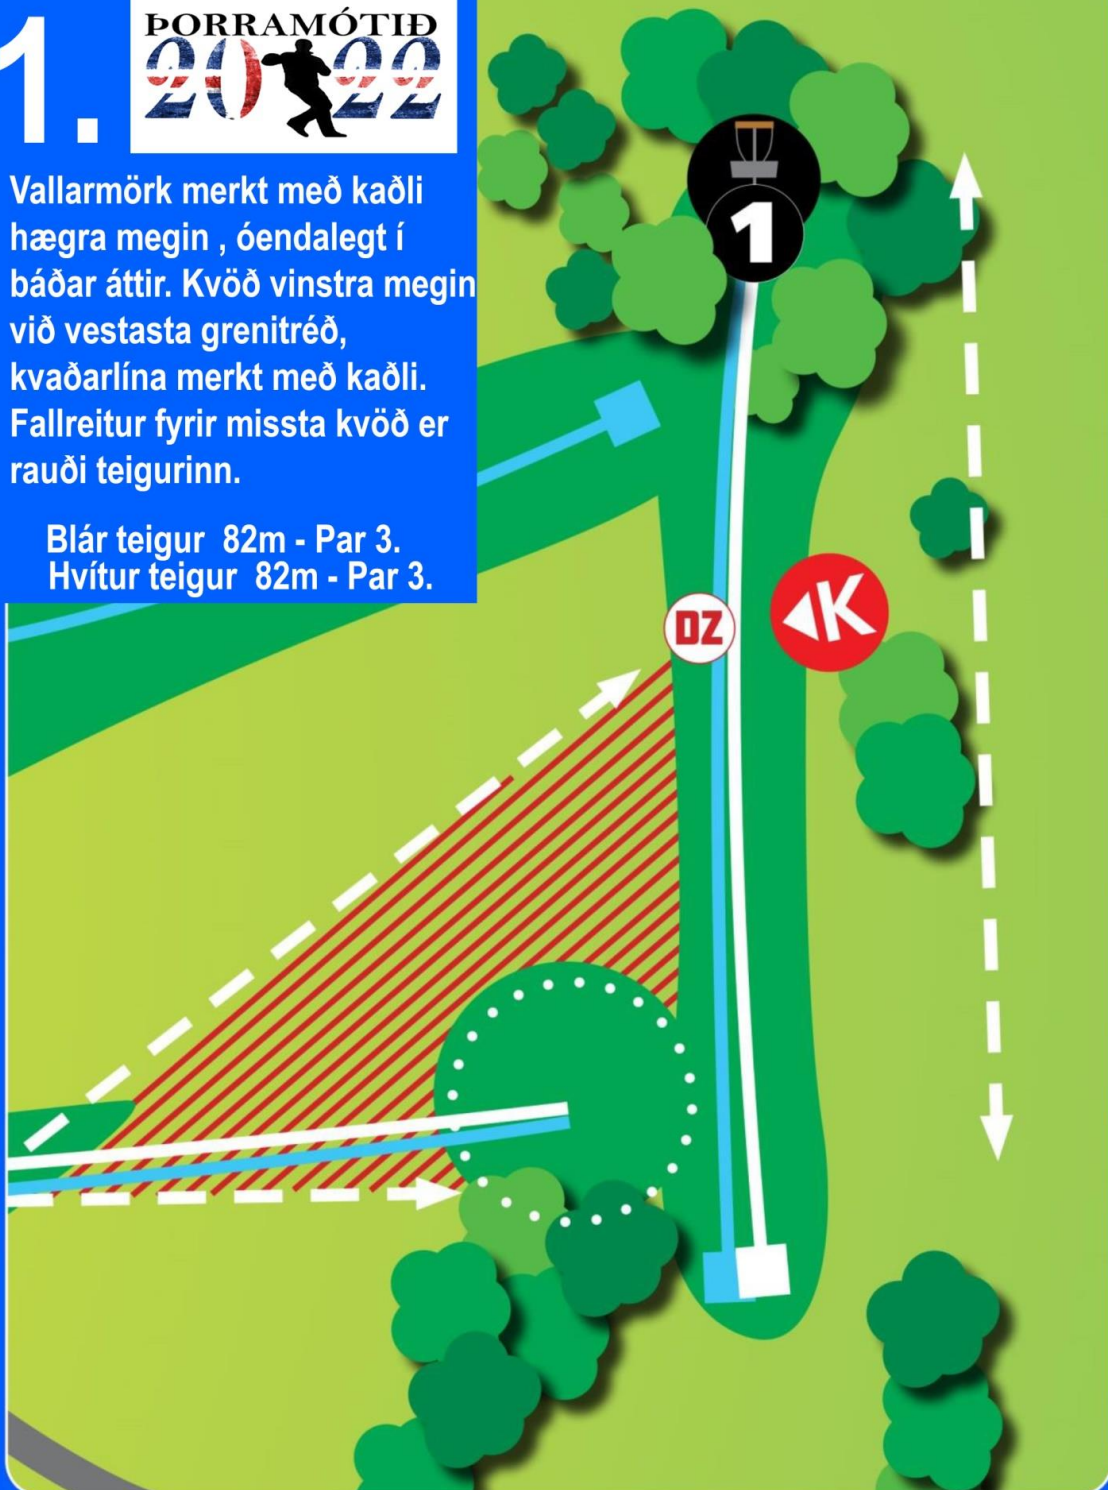 1.
ÞORRAMÓTIÐ
2022
Vallarmörk merkt með kaðli
hægra megin , óendalegt í
báðar áttir. Kvöð vinstra megin
við vestasta grenitréð,
kvaðarlína merkt með kaðli.
Fallreitur fyrir missta kvöð er
rauði teigurinn.
Blár teigur 82m - Par 3.
Hvítur teigur 82m - Par 3.
1
DZ
K